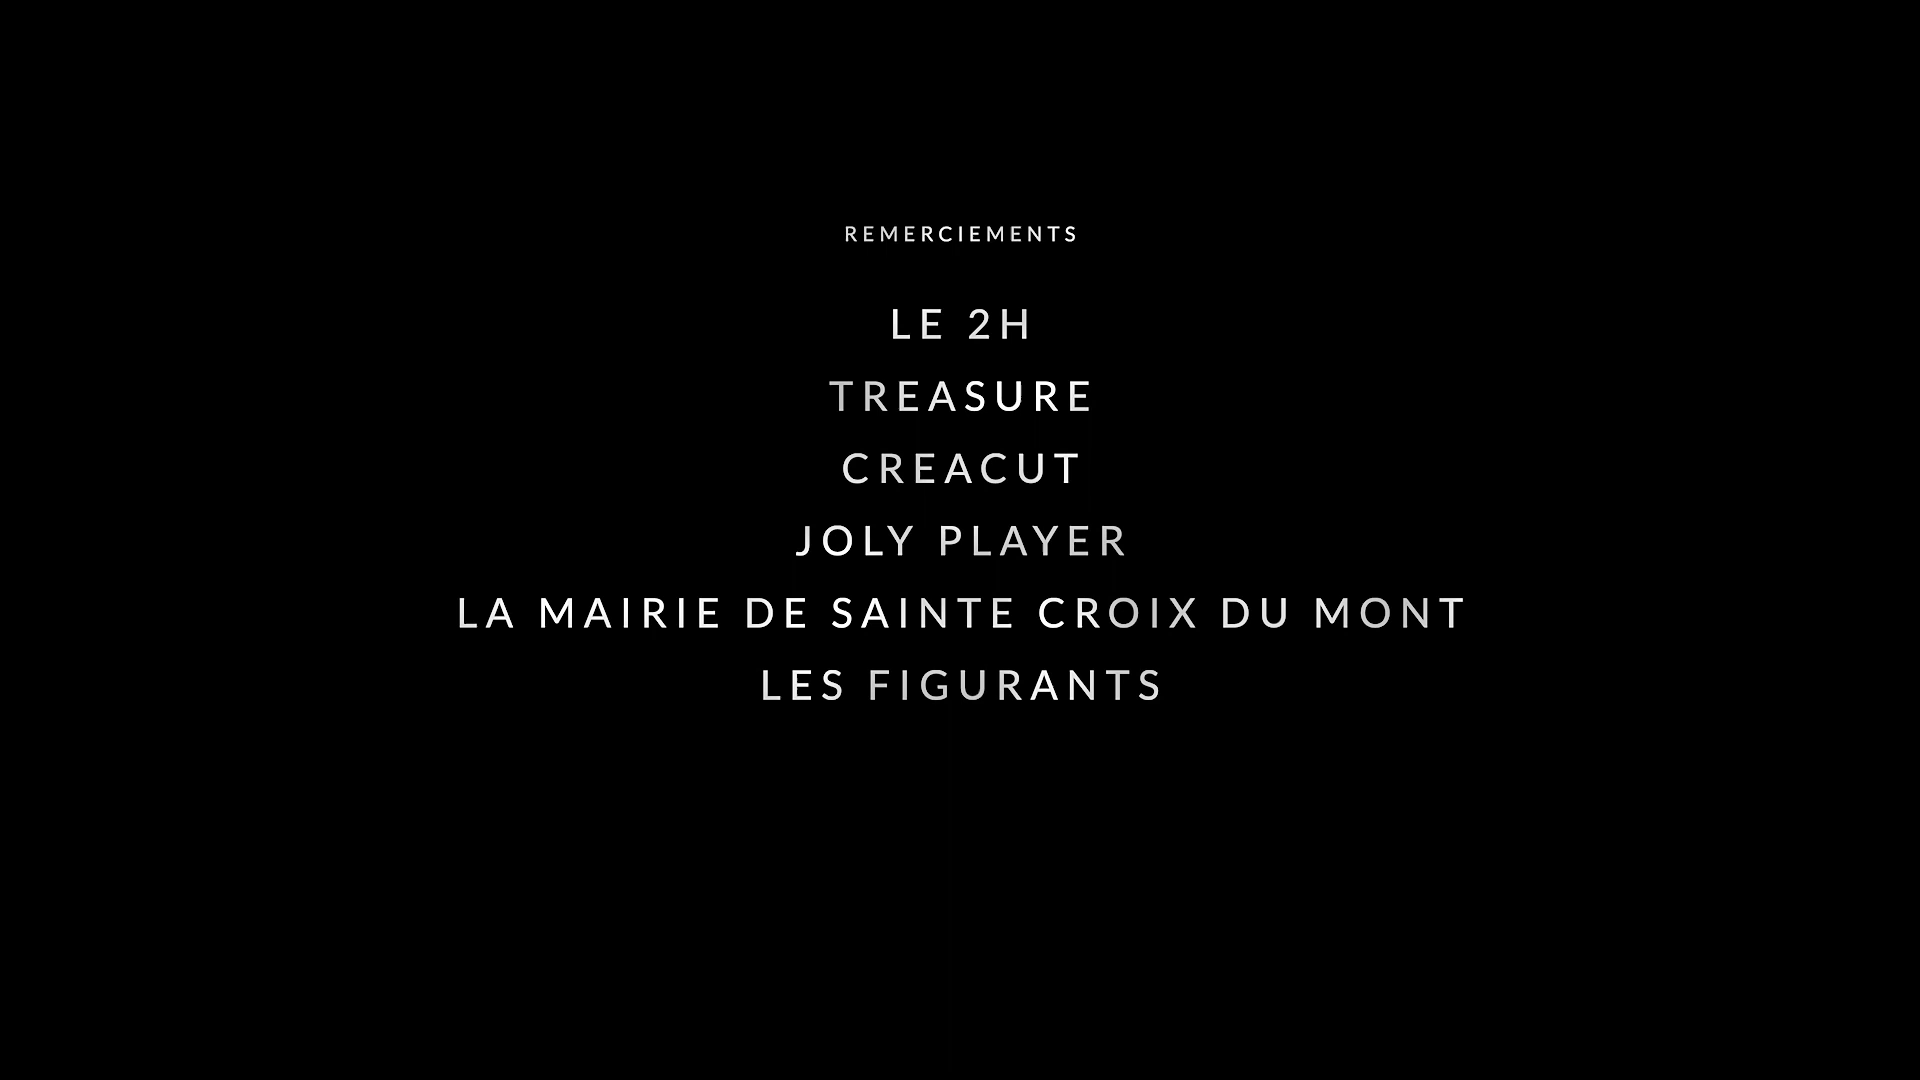 REMERCIEMENTS
LE 2H
TREASURE
CREACUT
JOLY PLAYER
LA MAIRIE DE SAINTE CROIX DU MONT
LES FIGURANTS